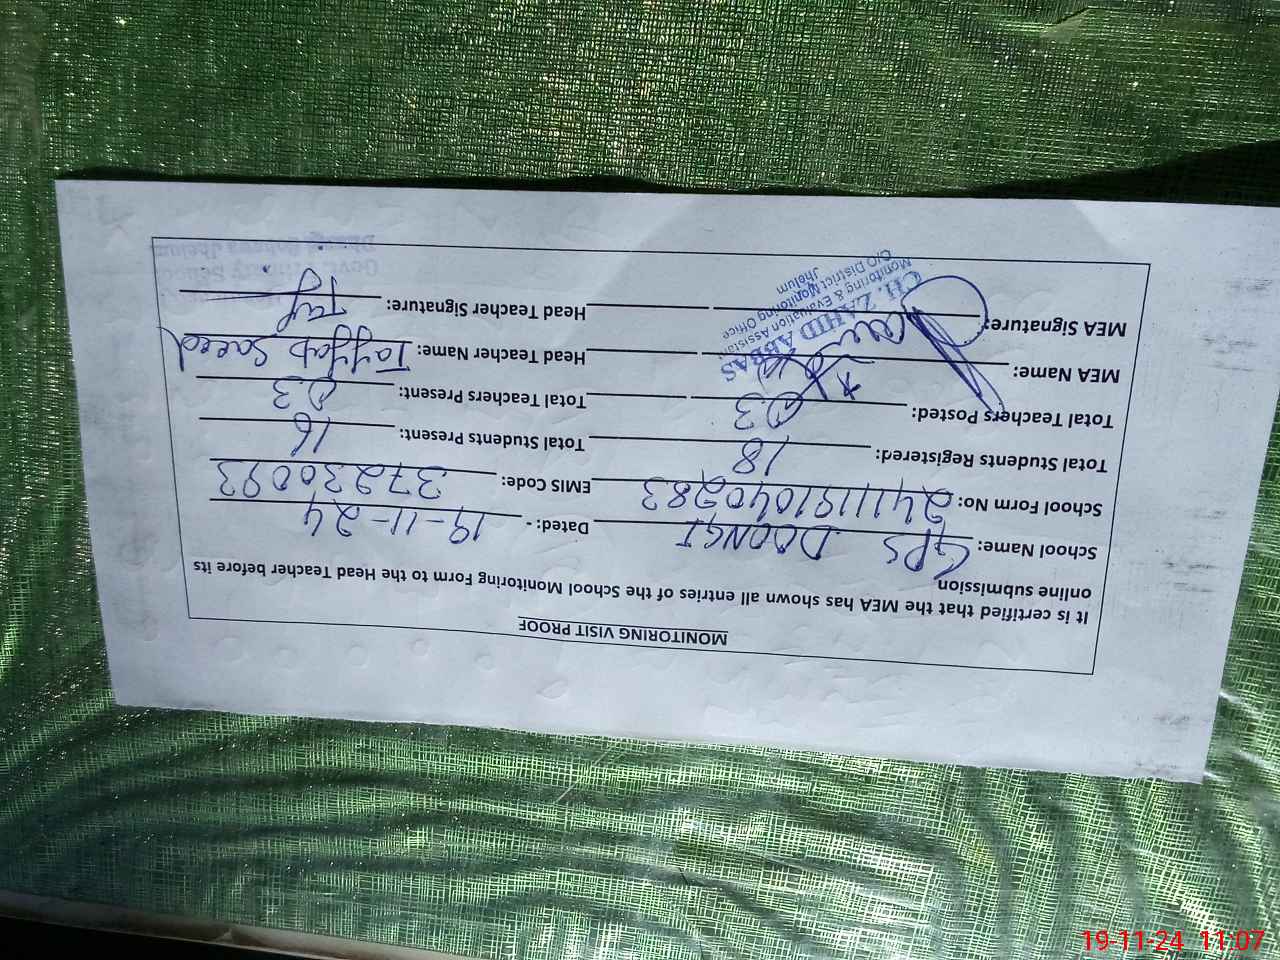 MONITORING VISIT PROOF
It is certified that the MEA has shown all entries of the School Monitoring Form to the Head Teacher before its
online submission
School Name: GPS DOONGI Dated: - 19-11-24
School Form No: 2411191040283 EMIS Code: 37230093
Total Students Registered: 18 Total Students Present: 16
Total Teachers Posted: 03 Total Teachers Present: 03
MEA Name: Head Teacher Name: Tayyab Saeed
MEA Signature: Head Teacher Signature: Tay
CH. ZAHID ABBAS
Monitoring & Evaluation Assistant
C/O District Monitoring Office
Jhelum
19-11-24 11:07